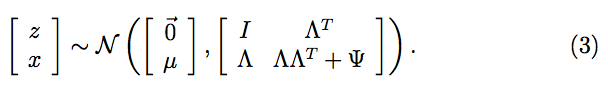 [ z x ] ∼ 𝒩 ( [ 0⃗ μ ] , [ I Λ^T Λ ΛΛ^T + Ψ ] ) . (3)